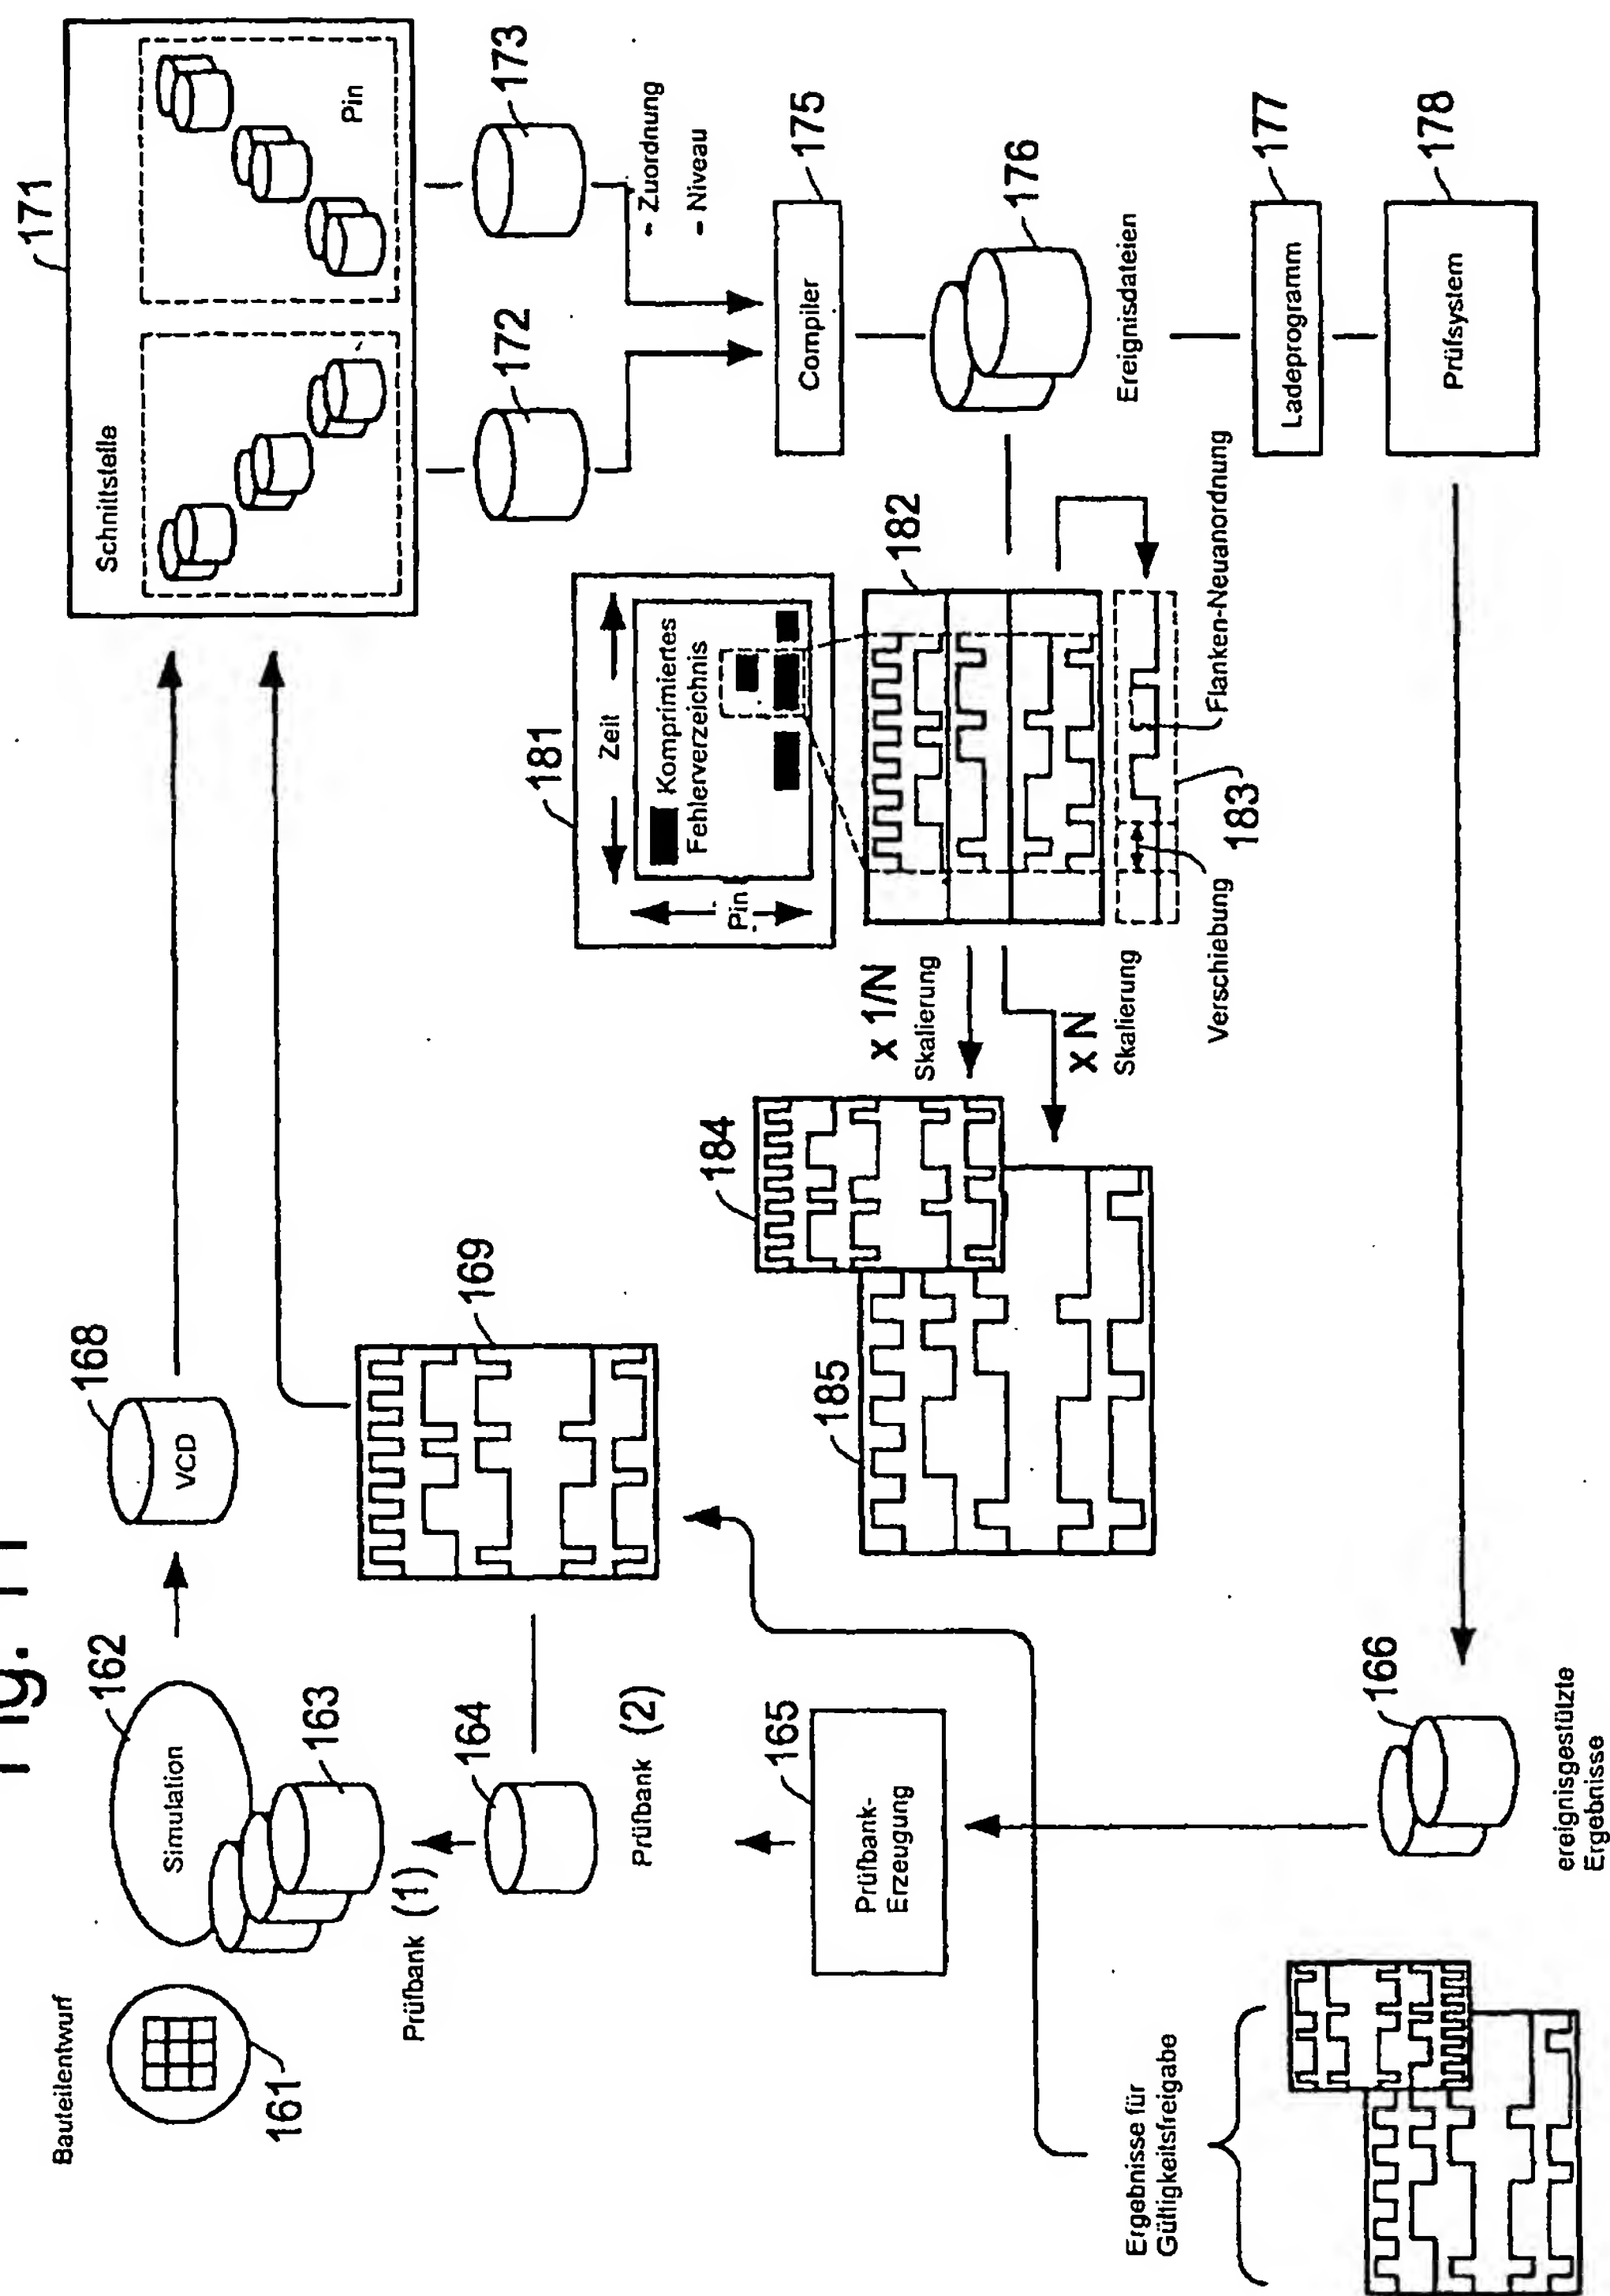 Fig. 11
Bauteilentwurf
161
Simulation
162
163
Prüfbank (1)
164
Prüfbank (2)
165
Prüfbank-
Erzeugung
166
ereignisgestützte
Ergebnisse
Ergebnisse für
Gültigkeitsfreigabe
168
VCD
169
184
185
x 1/N
Skalierung
x N
Skalierung
181
Zeit
Pin
Komprimiertes
Fehlerverzeichnis
182
183
Verschiebung
Flanken-Neuanordnung
171
Schnittstelle
Pin
172
173
- Zuordnung
- Niveau
175
Compiler
176
Ereignisdateien
177
Ladeprogramm
178
Prüfsystem